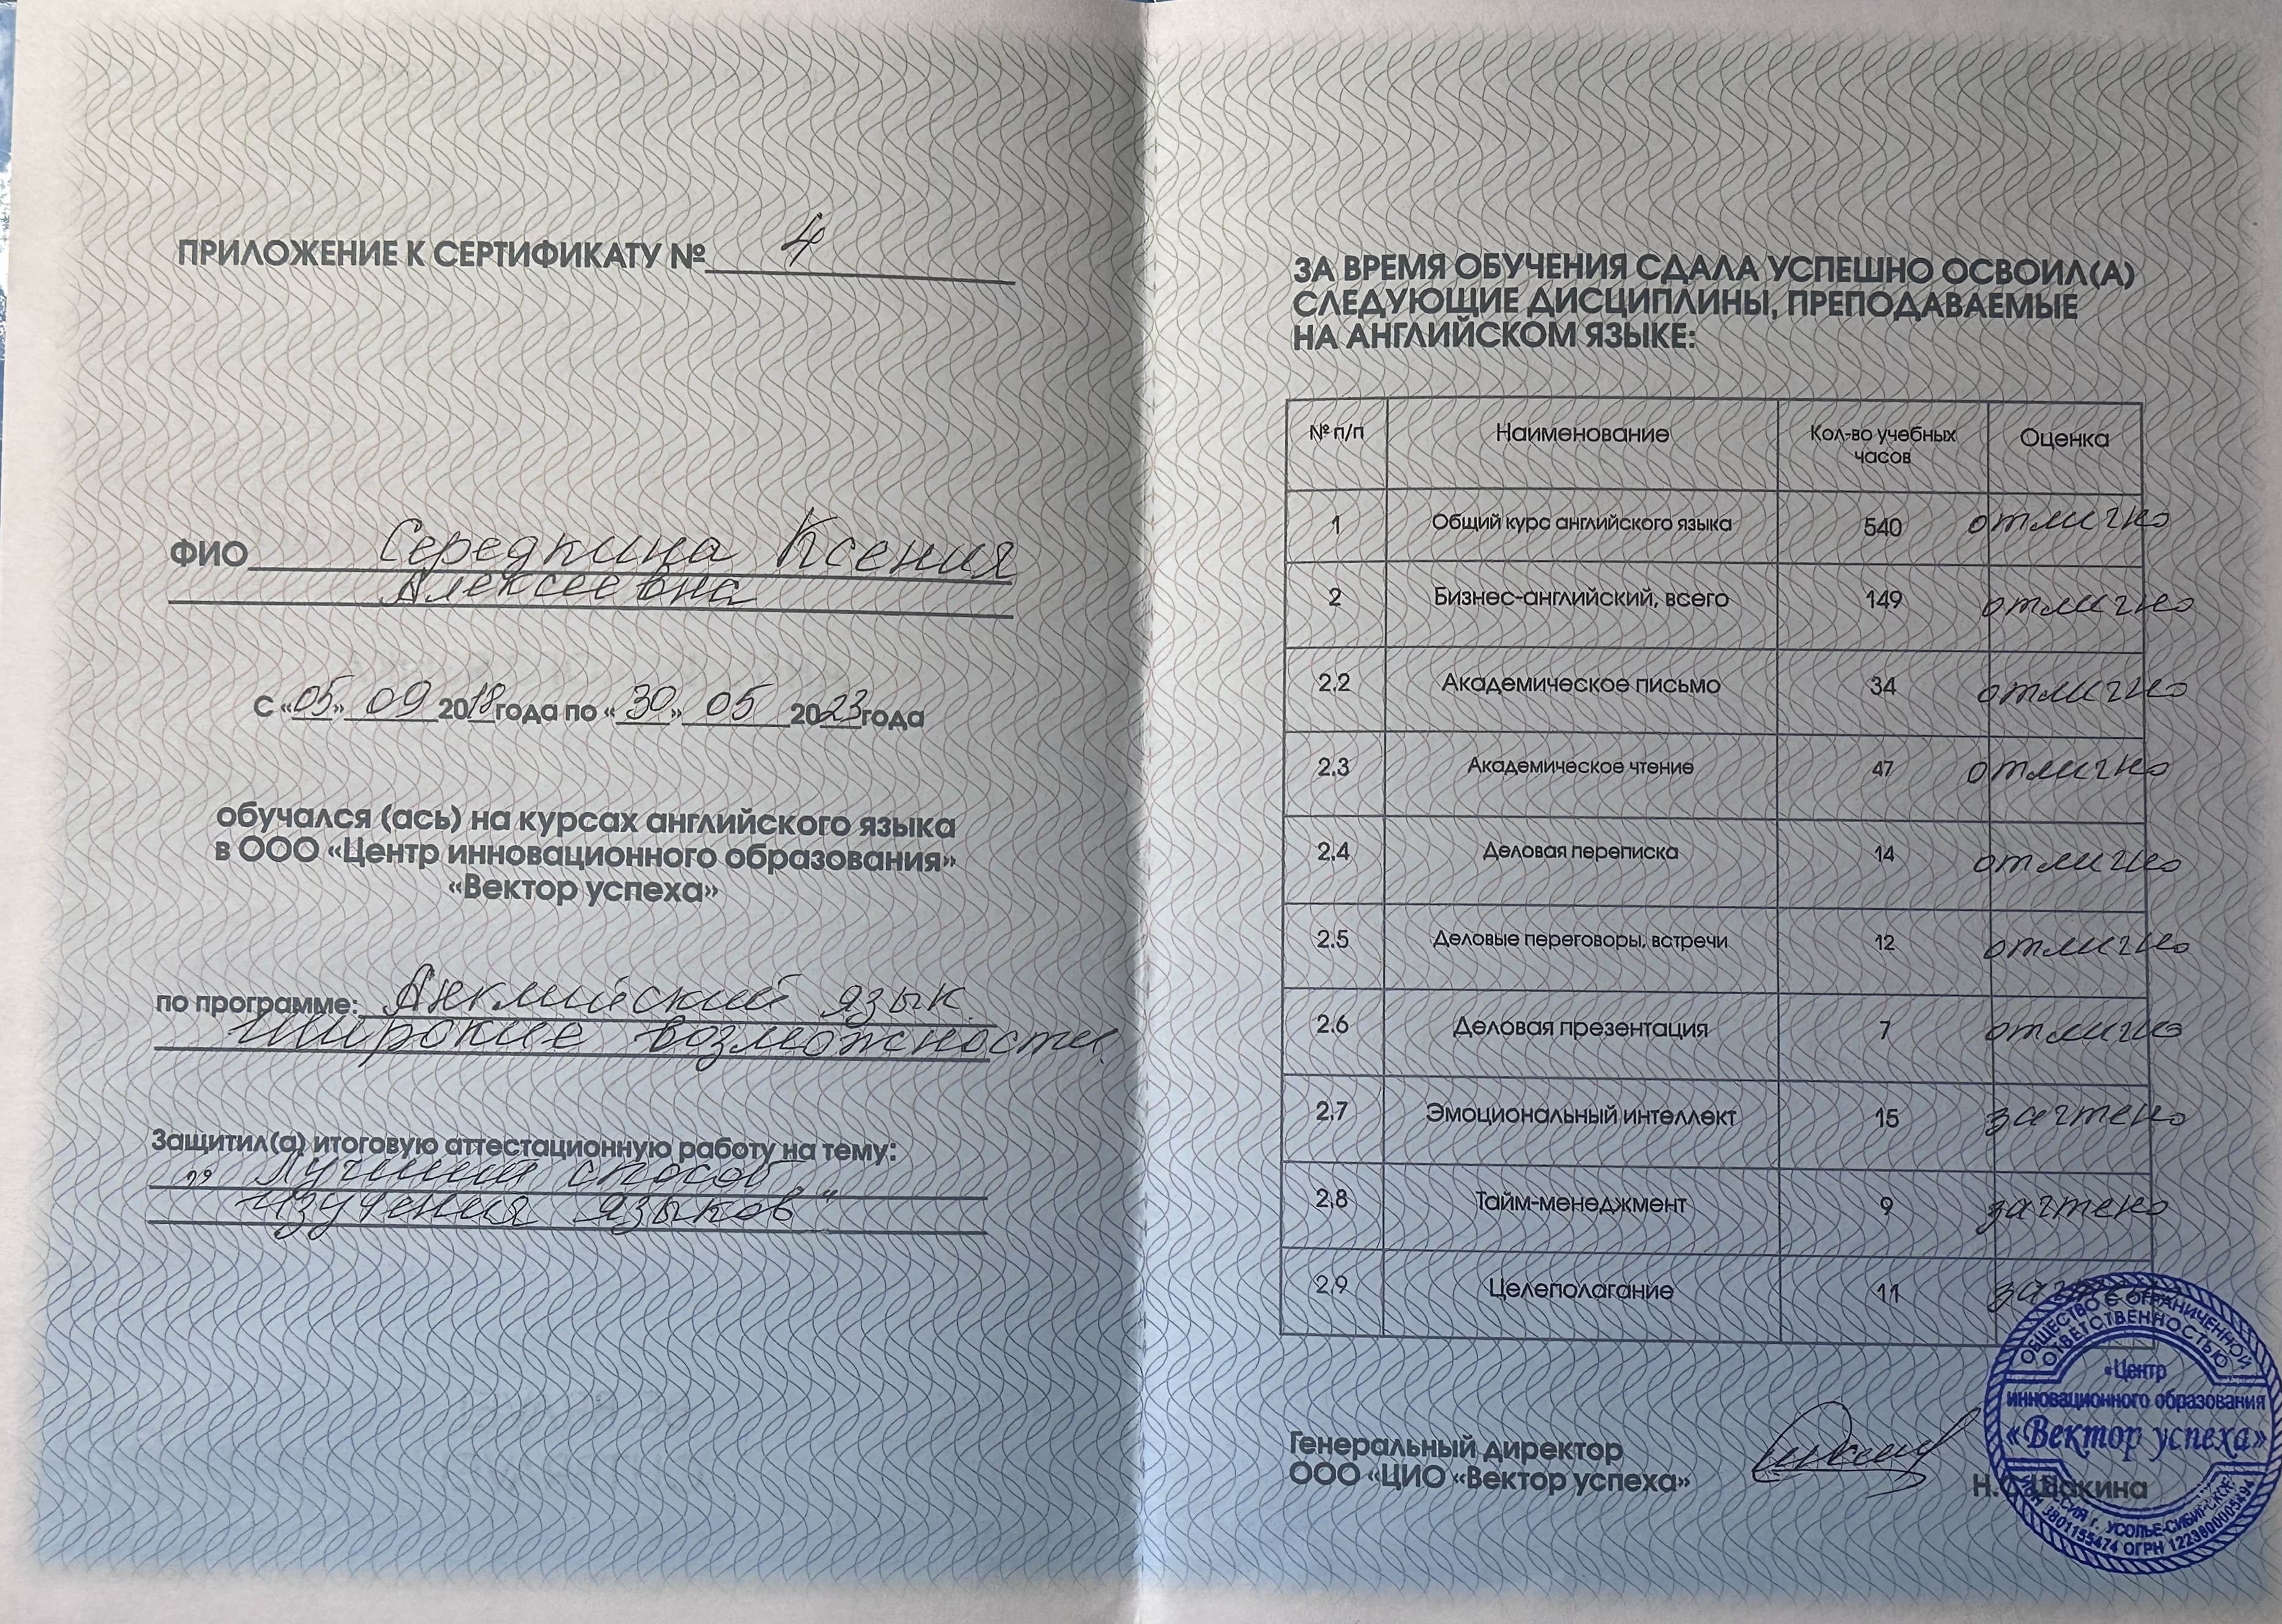 ПРИЛОЖЕНИЕ К СЕРТИФИКАТУ № 4
ФИО Середкина Ксения
Алексеевна
С «05» 09 2018 года по «30» 05 2023 года
обучался (ась) на курсах английского языка
в ООО «Центр инновационного образования»
«Вектор успеха»
по программе: Английский язык.
Широкие возможности.
Защитил(а) итоговую аттестационную работу на тему:
"Лучший способ
изучения языков"
ЗА ВРЕМЯ ОБУЧЕНИЯ СДАЛА УСПЕШНО ОСВОИЛ(А)
СЛЕДУЮЩИЕ ДИСЦИПЛИНЫ, ПРЕПОДАВАЕМЫЕ
НА АНГЛИЙСКОМ ЯЗЫКЕ:
№ п/п Наименование Кол-во учебных часов Оценка
1 Общий курс английского языка 540 отлично
2 Бизнес-английский, всего 149 отлично
2.2 Академическое письмо 34 отлично
2.3 Академическое чтение 47 отлично
2.4 Деловая переписка 14 отлично
2.5 Деловые переговоры, встречи 12 отлично
2.6 Деловая презентация 7 отлично
2.7 Эмоциональный интеллект 15 зачтено
2.8 Тайм-менеджмент 9 зачтено
2.9 Целеполагание 11 зачтено
Генеральный директор
ООО «ЦИО «Вектор успеха»
ОБЩЕСТВО С ОГРАНИЧЕННОЙ
ОТВЕТСТВЕННОСТЬЮ
«Центр
инновационного образования
«Вектор успеха»
г. УСОЛЬЕ-СИБИРСКОЕ
ИНН 3801155474 ОГРН 1223800005494